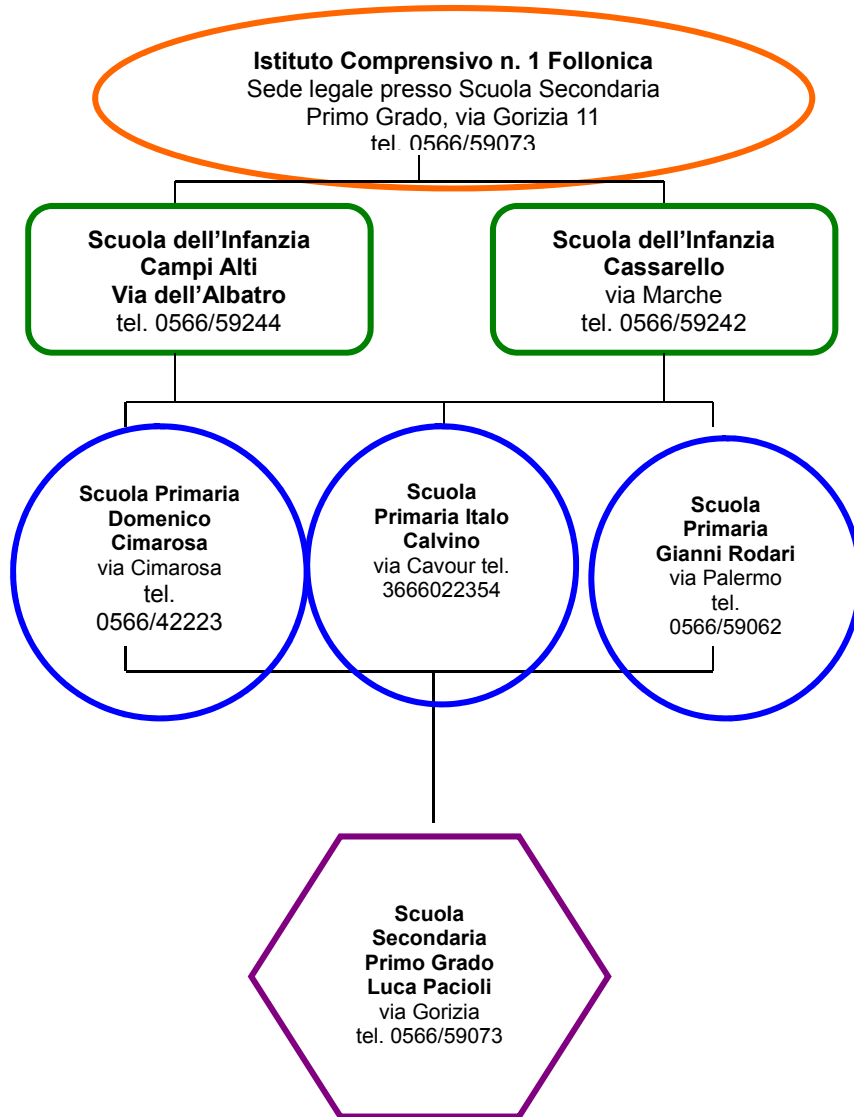 Istituto Comprensivo n. 1 Follonica
Sede legale presso Scuola Secondaria
Primo Grado, via Gorizia 11
tel. 0566/59073
Scuola dell’Infanzia
Campi Alti
Via dell’Albatro
tel. 0566/59244
Scuola dell’Infanzia
Cassarello
via Marche
tel. 0566/59242
Scuola Primaria
Domenico
Cimarosa
via Cimarosa
tel.
0566/42223
Scuola
Primaria Italo
Calvino
via Cavour tel.
3666022354
Scuola
Primaria
Gianni Rodari
via Palermo
tel.
0566/59062
Scuola
Secondaria
Primo Grado
Luca Pacioli
via Gorizia
tel. 0566/59073